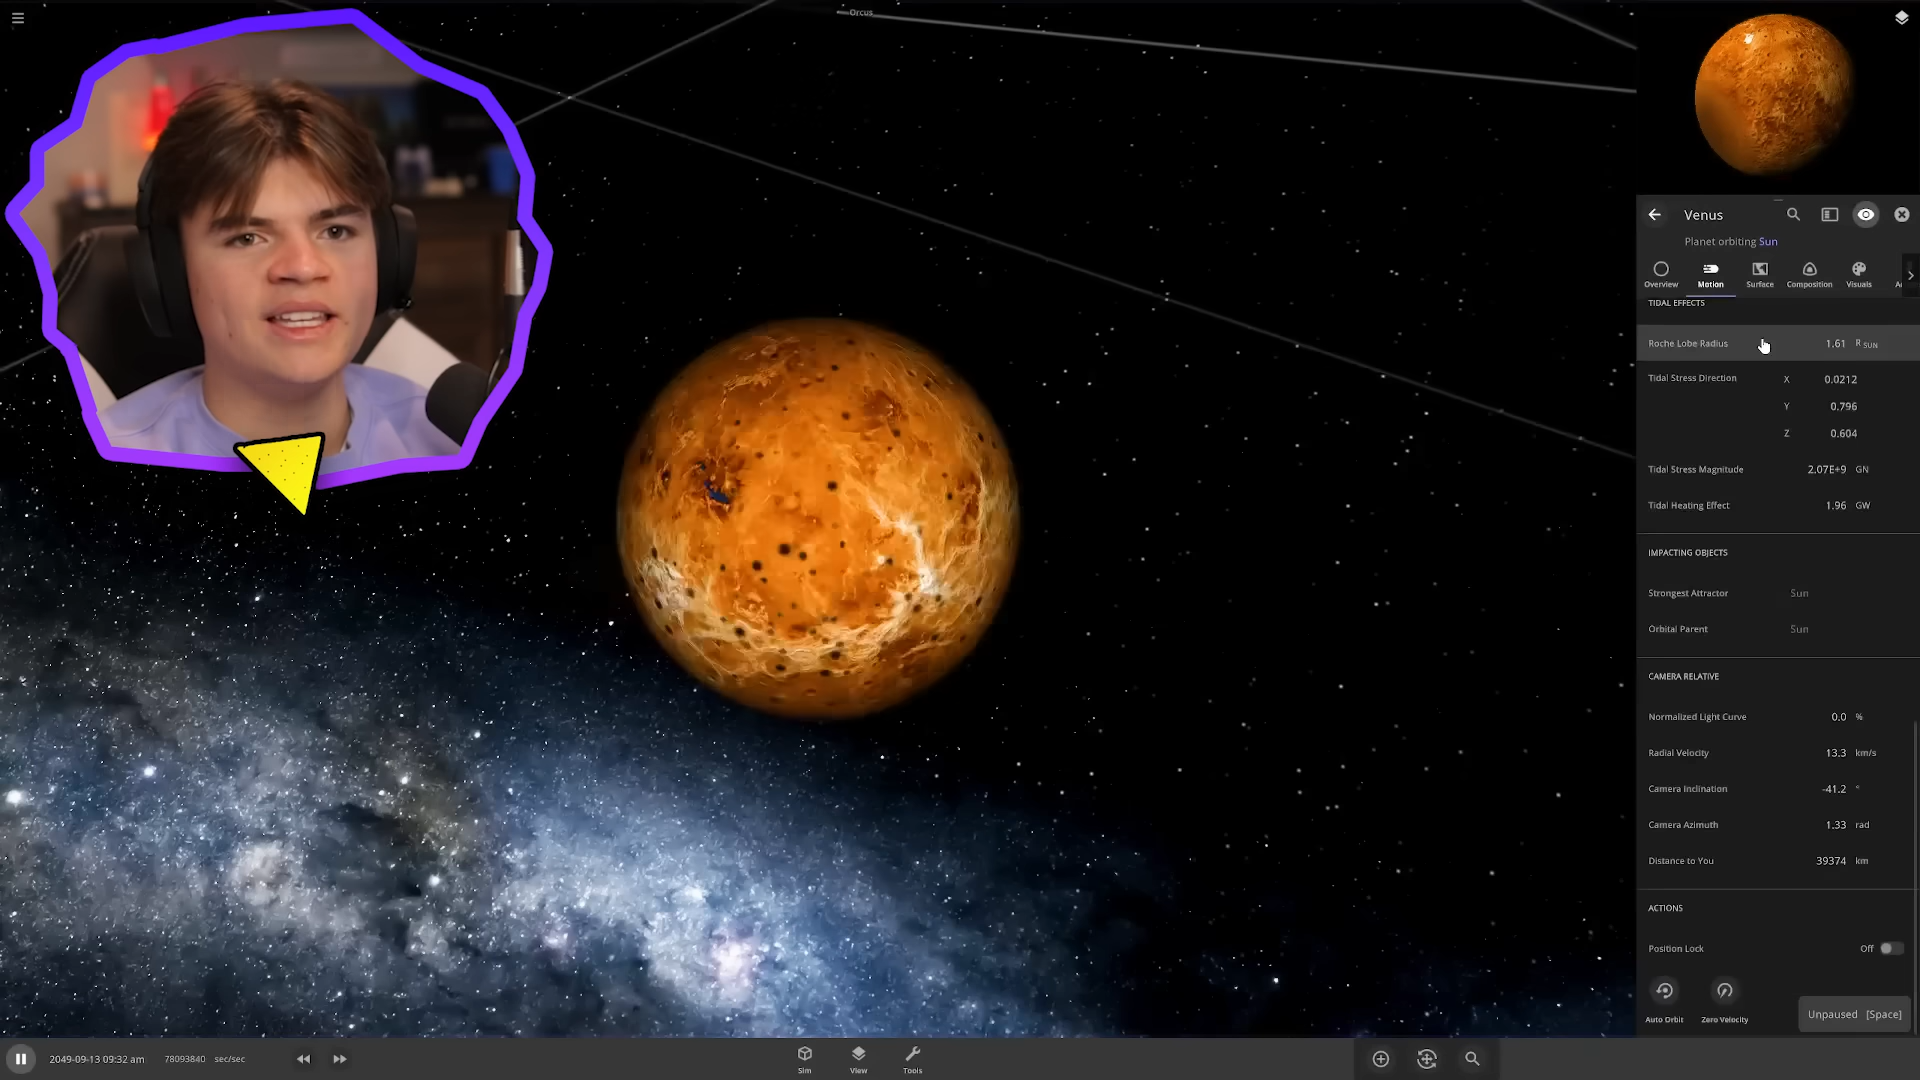 Orcus
Venus
Planet orbiting Sun
Overview Motion Surface Composition Visuals A
TIDAL EFFECTS
Roche Lobe Radius 1.61 R SUN
Tidal Stress Direction X 0.0212
Y 0.796
Z 0.604
Tidal Stress Magnitude 2.07E+9 GN
Tidal Heating Effect 1.96 GW
IMPACTING OBJECTS
Strongest Attractor Sun
Orbital Parent Sun
CAMERA RELATIVE
Normalized Light Curve 0.0 %
Radial Velocity 13.3 km/s
Camera Inclination -41.2 °
Camera Azimuth 1.33 rad
Distance to You 39374 km
ACTIONS
Position Lock Off
Auto Orbit Zero Velocity
Unpaused [Space]
2049-09-13 09:32 am 78093840 sec/sec
Sim View Tools